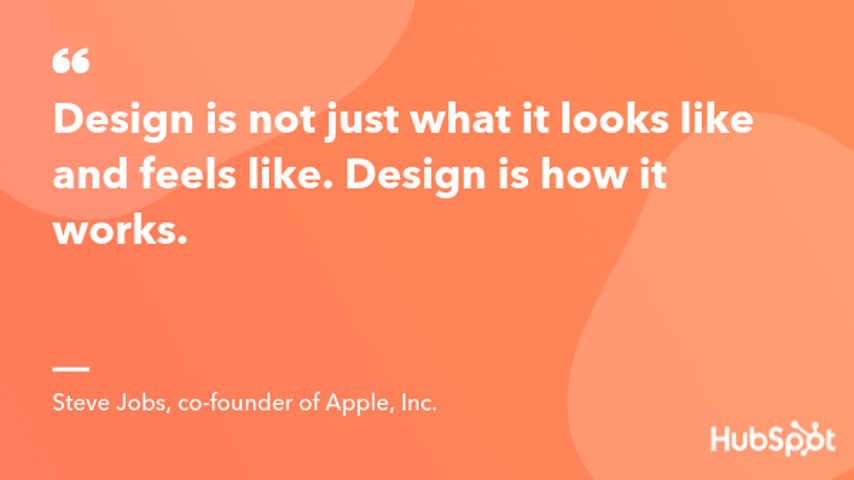 “
Design is not just what it looks like
and feels like. Design is how it
works.
Steve Jobs, co-founder of Apple, Inc.
HubSpot